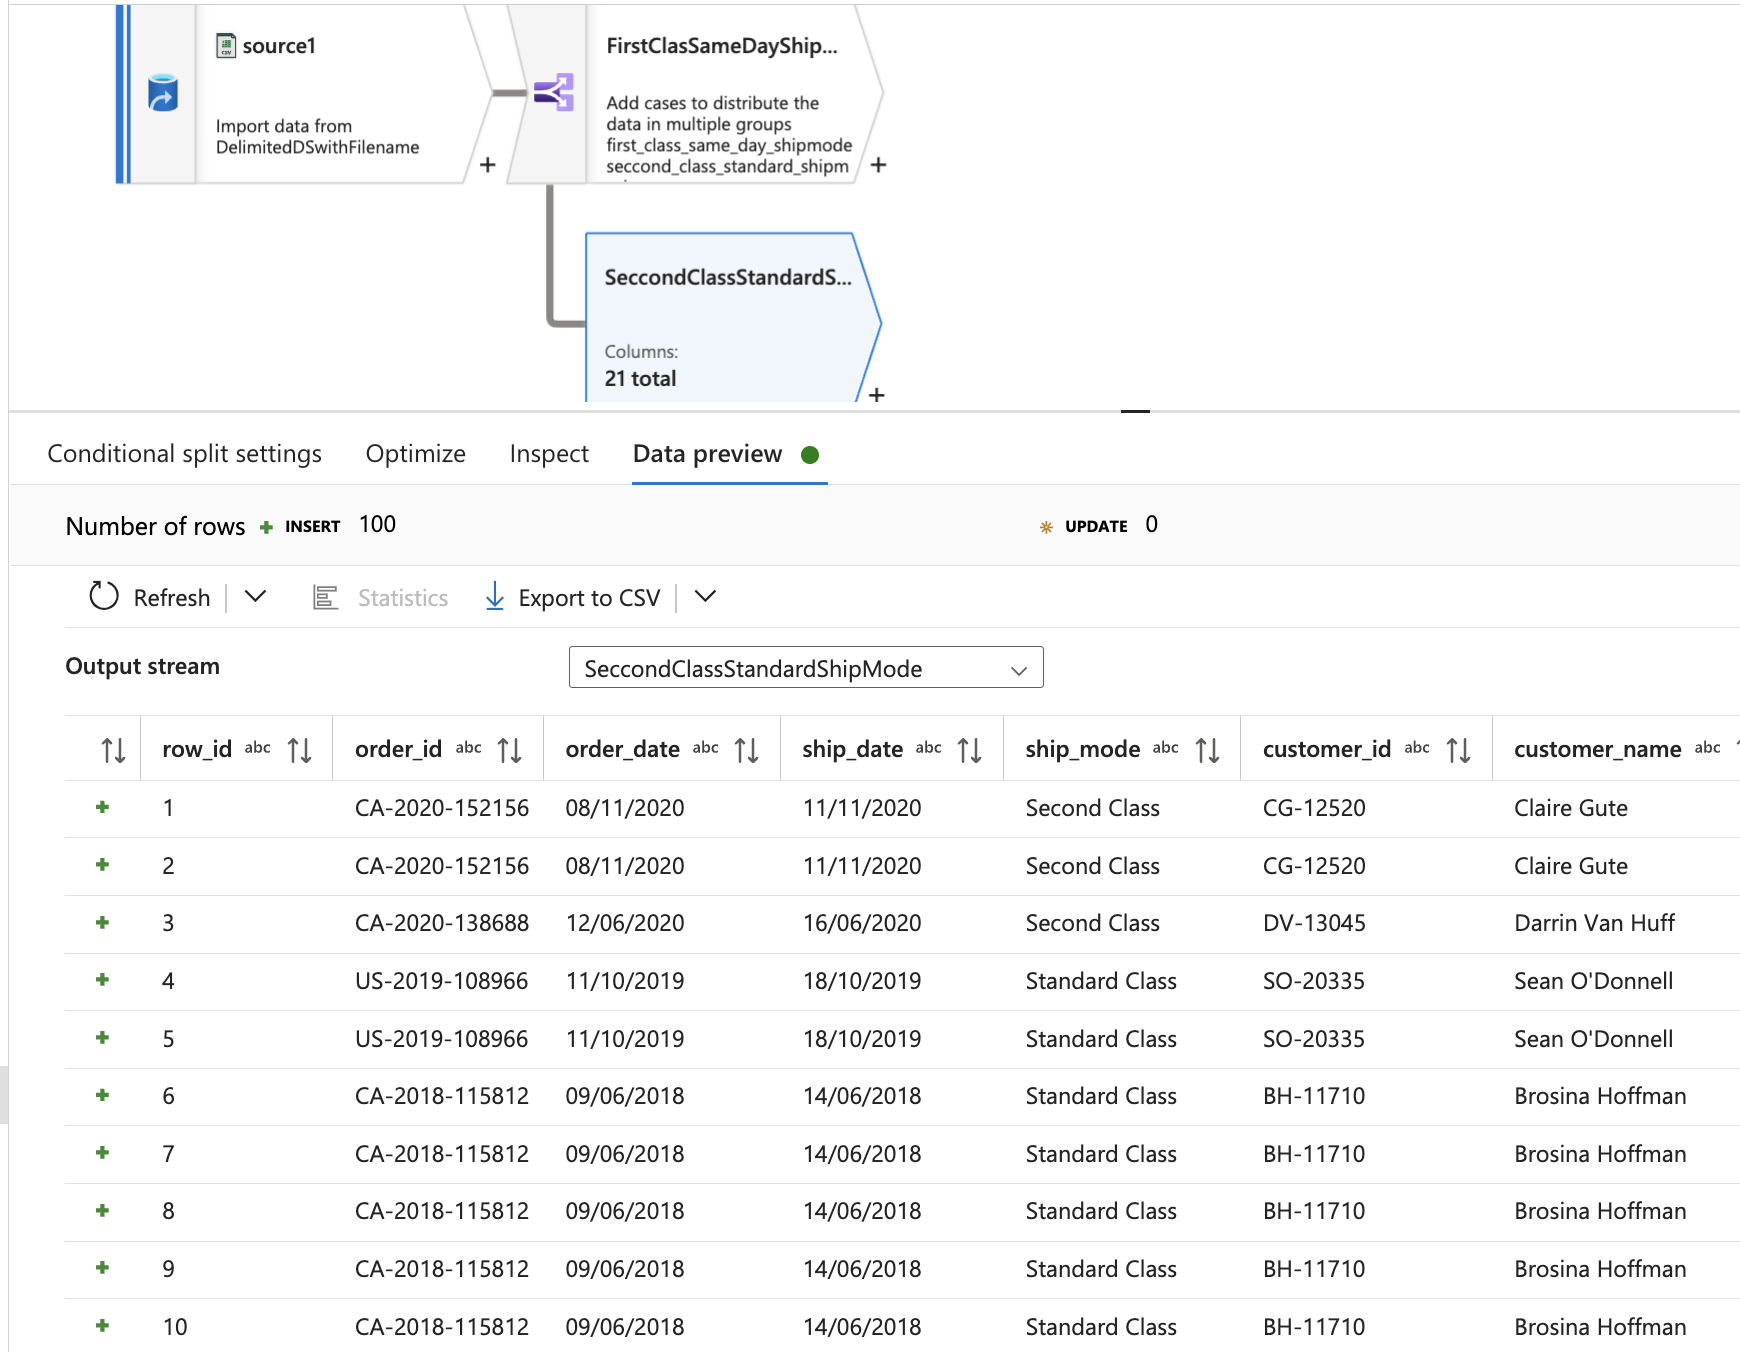 source1
Import data from
DelimitedDSwithFilename
+
FirstClasSameDayShip...
Add cases to distribute the
data in multiple groups
first_class_same_day_shipmode
seccond_class_standard_shipm
+
SeccondClassStandardS...
Columns:
21 total
+
Conditional split settings Optimize Inspect Data preview
Number of rows INSERT 100 UPDATE 0
Refresh Statistics Export to CSV
Output stream SeccondClassStandardShipMode
row_id abc order_id abc order_date abc ship_date abc ship_mode abc customer_id abc customer_name abc
1 CA-2020-152156 08/11/2020 11/11/2020 Second Class CG-12520 Claire Gute
2 CA-2020-152156 08/11/2020 11/11/2020 Second Class CG-12520 Claire Gute
3 CA-2020-138688 12/06/2020 16/06/2020 Second Class DV-13045 Darrin Van Huff
4 US-2019-108966 11/10/2019 18/10/2019 Standard Class SO-20335 Sean O'Donnell
5 US-2019-108966 11/10/2019 18/10/2019 Standard Class SO-20335 Sean O'Donnell
6 CA-2018-115812 09/06/2018 14/06/2018 Standard Class BH-11710 Brosina Hoffman
7 CA-2018-115812 09/06/2018 14/06/2018 Standard Class BH-11710 Brosina Hoffman
8 CA-2018-115812 09/06/2018 14/06/2018 Standard Class BH-11710 Brosina Hoffman
9 CA-2018-115812 09/06/2018 14/06/2018 Standard Class BH-11710 Brosina Hoffman
10 CA-2018-115812 09/06/2018 14/06/2018 Standard Class BH-11710 Brosina Hoffman